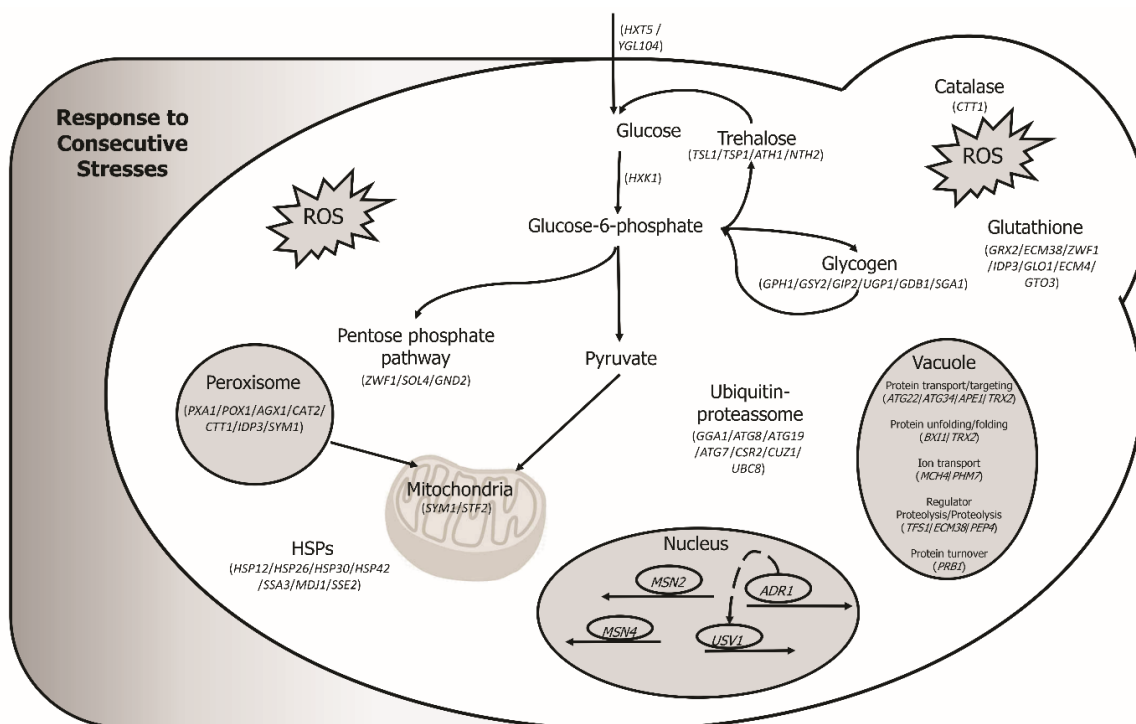 (HXT5 /
YGL104)
Response to
Consecutive
Stresses
Catalase
(CTT1)
ROS
Glucose
Trehalose
(TSL1/TSP1/ATH1/NTH2)
(HXK1)
ROS
Glucose-6-phosphate
Glutathione
(GRX2/ECM38/ZWF1
/IDP3/GLO1/ECM4/
GTO3)
Glycogen
(GPH1/GSY2/GIP2/UGP1/GDB1/SGA1)
Pentose phosphate
pathway
(ZWF1/SOL4/GND2)
Pyruvate
Peroxisome
(PXA1/POX1/AGX1/CAT2/
CTT1/IDP3/SYM1)
Ubiquitin-
proteassome
(GGA1/ATG8/ATG19
/ATG7/CSR2/CUZ1/
UBC8)
Vacuole
Protein transport/targeting
(ATG22/ATG34/APE1/TRX2)
Protein unfolding/folding
(BXI1/TRX2)
Ion transport
(MCH4/PHM7)
Regulator
Proteolysis/Proteolysis
(TFS1/ECM38/PEP4)
Protein turnover
(PRB1)
Mitochondria
(SYM1/STF2)
HSPs
(HSP12/HSP26/HSP30/HSP42
/SSA3/MDJ1/SSE2)
Nucleus
MSN2
ADR1
MSN4
USV1